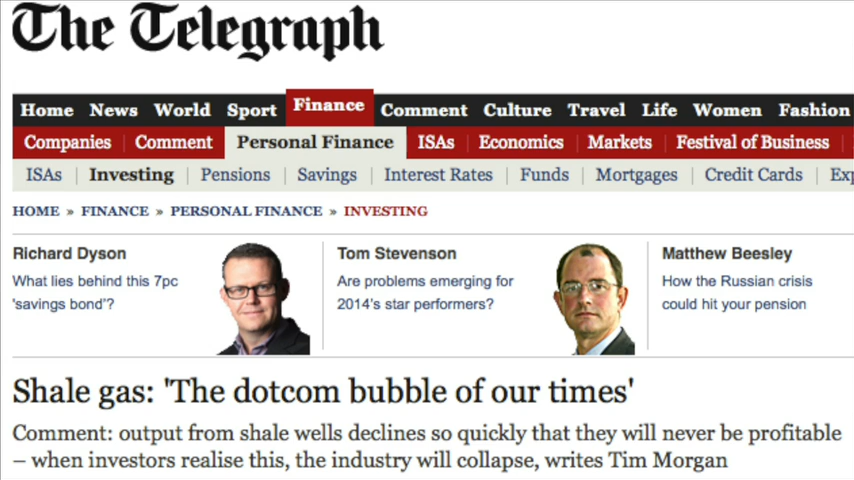 The Telegraph
Home News World Sport Finance Comment Culture Travel Life Women Fashion
Companies Comment Personal Finance ISAs Economics Markets Festival of Business
ISAs Investing Pensions Savings Interest Rates Funds Mortgages Credit Cards Exp
HOME » FINANCE » PERSONAL FINANCE » INVESTING
Richard Dyson
What lies behind this 7pc
'savings bond'?
Tom Stevenson
Are problems emerging for
2014's star performers?
Matthew Beesley
How the Russian crisis
could hit your pension
Shale gas: 'The dotcom bubble of our times'
Comment: output from shale wells declines so quickly that they will never be profitable
– when investors realise this, the industry will collapse, writes Tim Morgan